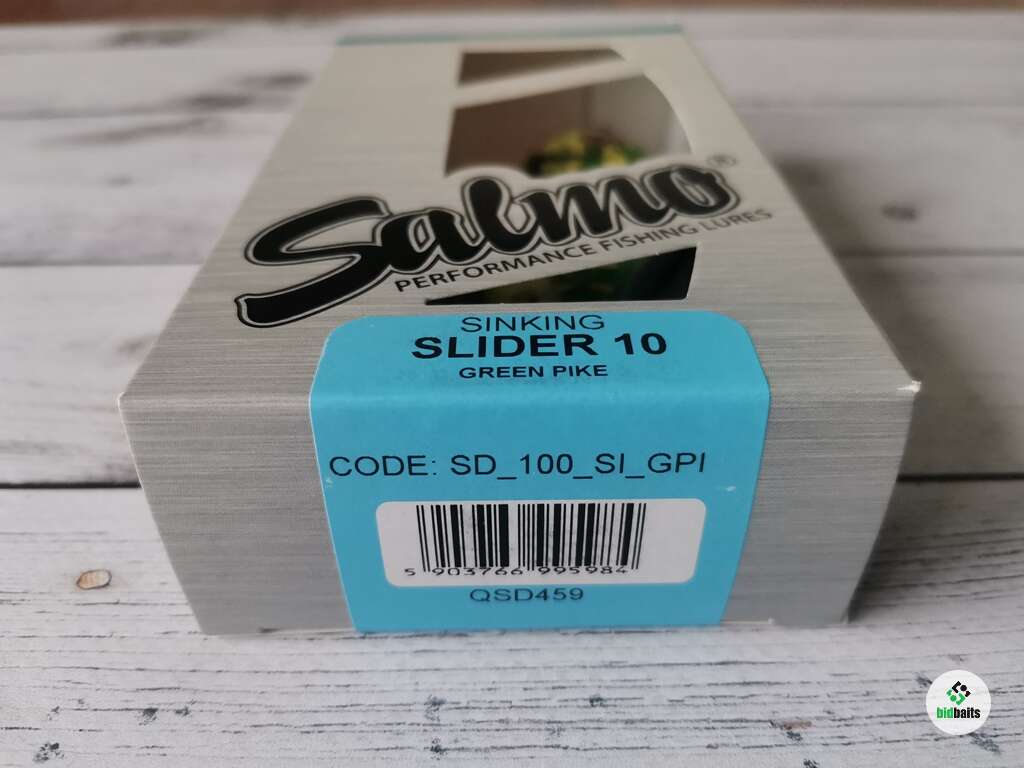 Salmo®
PERFORMANCE FISHING LURES
SINKING
SLIDER 10
GREEN PIKE
CODE: SD_100_SI_GPI
5 903766 995984
QSD459
bidbaits